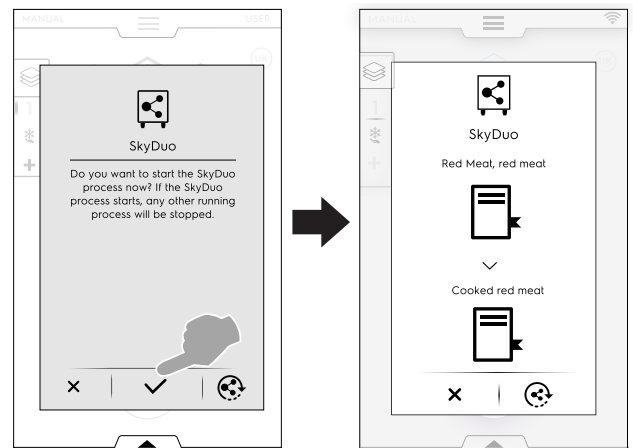 MANUAL USER
SkyDuo
Do you want to start the SkyDuo
process now? If the SkyDuo
process starts, any other running
process will be stopped.
MANUAL
SkyDuo
Red Meat, red meat
Cooked red meat